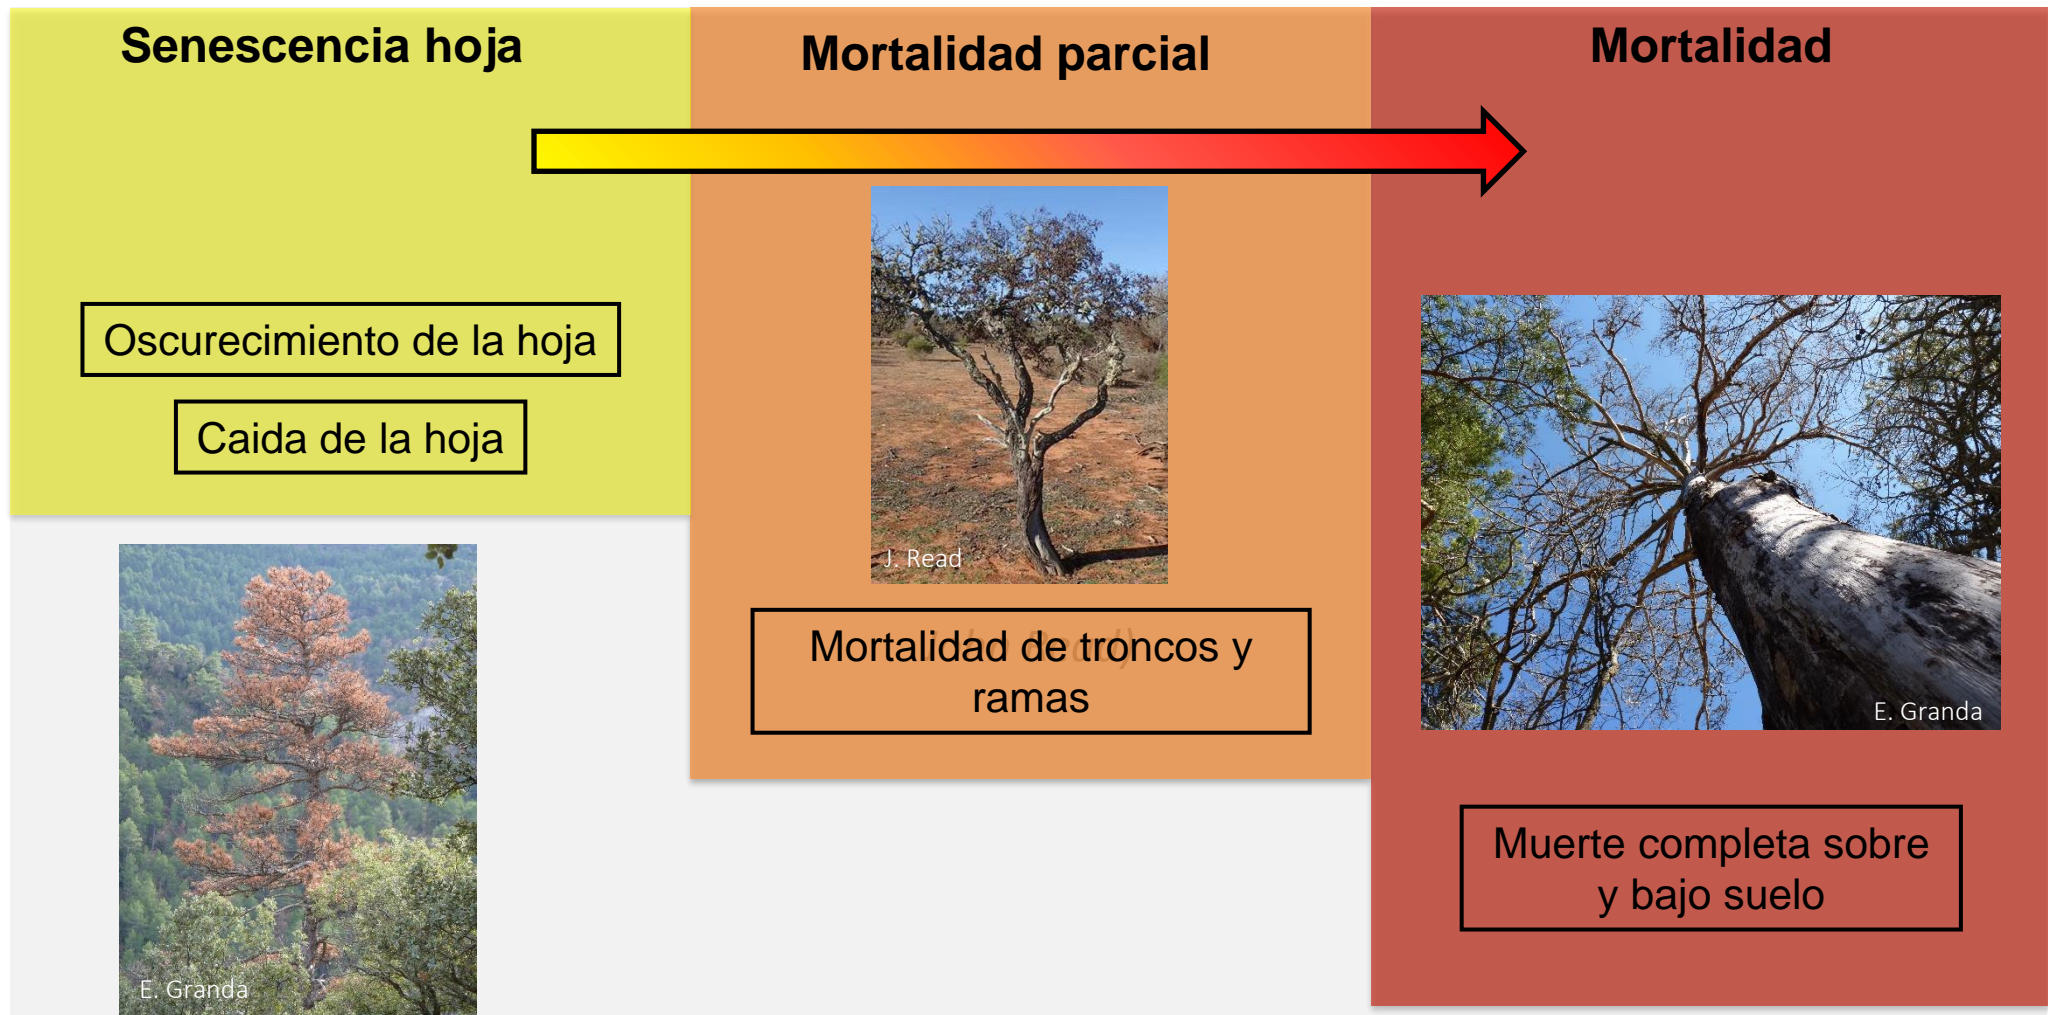 Senescencia hoja
Oscurecimiento de la hoja
Caida de la hoja
E. Granda
Mortalidad parcial
J. Read
Mortalidad de troncos y
ramas
Mortalidad
E. Granda
Muerte completa sobre
y bajo suelo